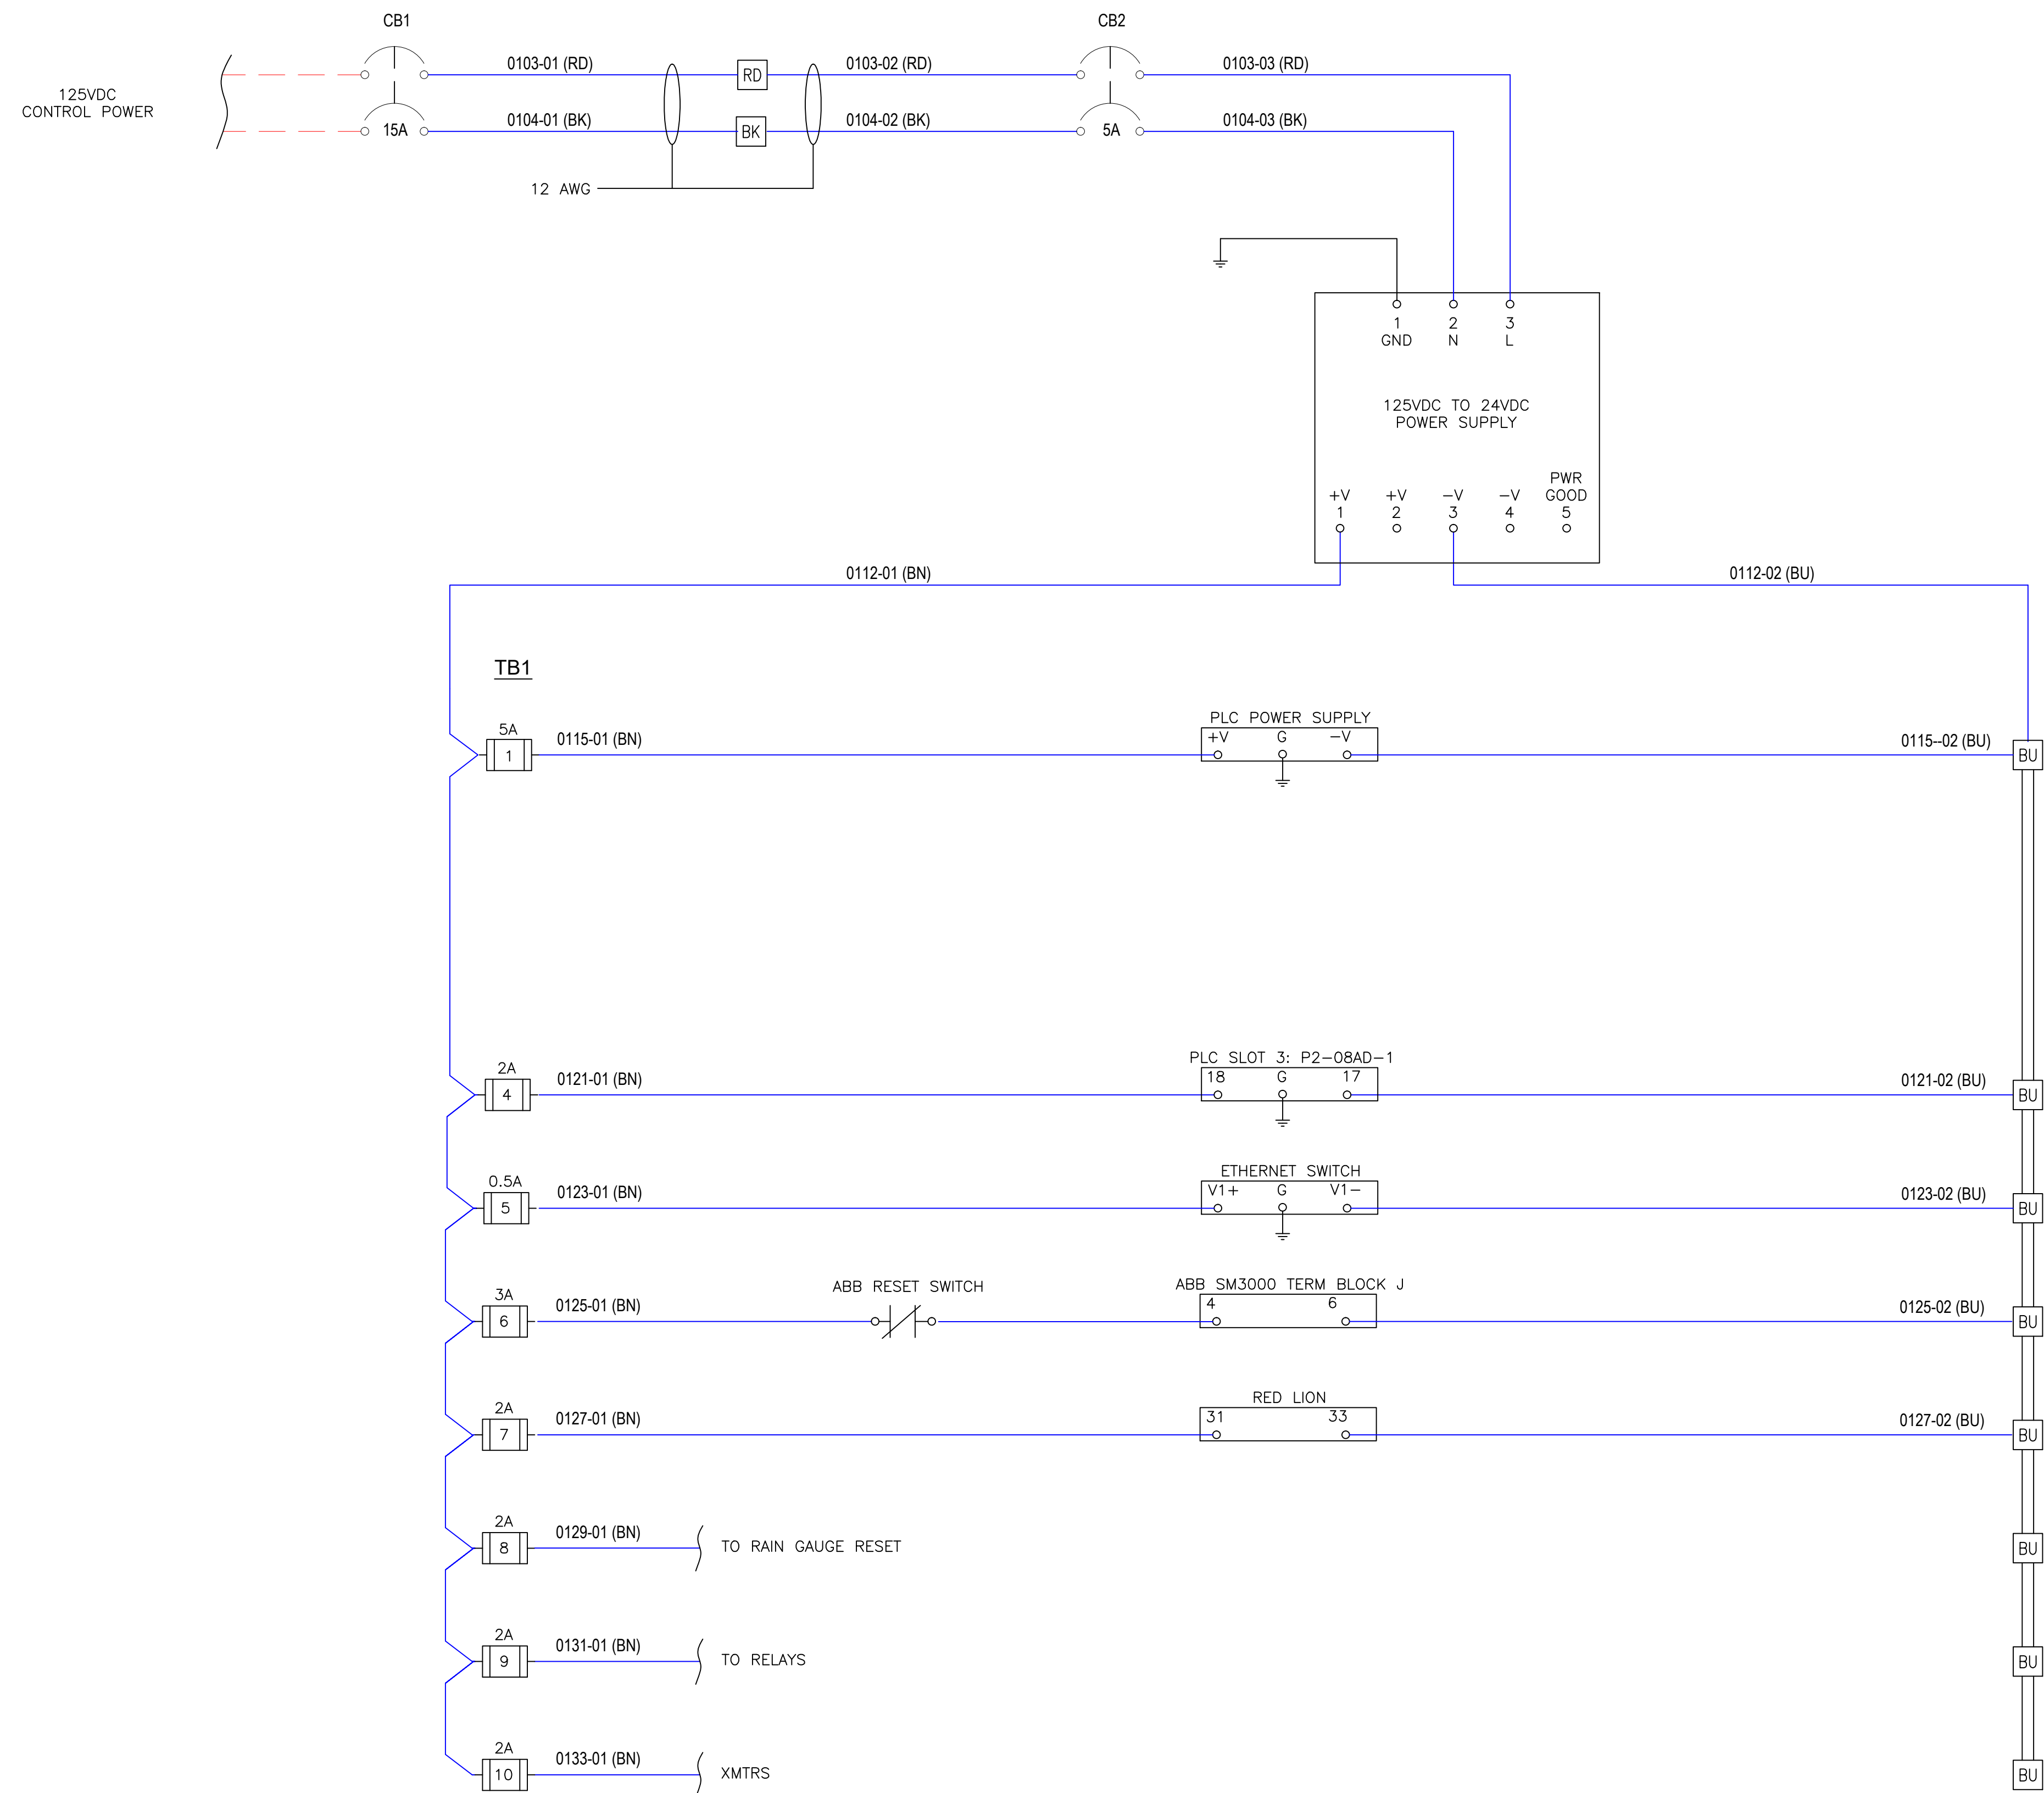 CB1
CB2
0103-01 (RD)
RD
0103-02 (RD)
0103-03 (RD)
125VDC
CONTROL POWER
15A
0104-01 (BK)
BK
0104-02 (BK)
5A
0104-03 (BK)
12 AWG
1
2
3
GND
N
L
125VDC TO 24VDC
POWER SUPPLY
PWR
+V
+V
-V
-V
GOOD
1
2
3
4
5
0112-01 (BN)
0112-02 (BU)
TB1
5A
1
0115-01 (BN)
PLC POWER SUPPLY
+V
G
-V
0115--02 (BU)
BU
2A
4
0121-01 (BN)
PLC SLOT 3: P2-08AD-1
18
G
17
0121-02 (BU)
BU
0.5A
5
0123-01 (BN)
ETHERNET SWITCH
V1+
G
V1-
0123-02 (BU)
BU
3A
6
0125-01 (BN)
ABB RESET SWITCH
ABB SM3000 TERM BLOCK J
4
6
0125-02 (BU)
BU
2A
7
0127-01 (BN)
RED LION
31
33
0127-02 (BU)
BU
2A
8
0129-01 (BN)
TO RAIN GAUGE RESET
BU
2A
9
0131-01 (BN)
TO RELAYS
BU
2A
10
0133-01 (BN)
XMTRS
BU